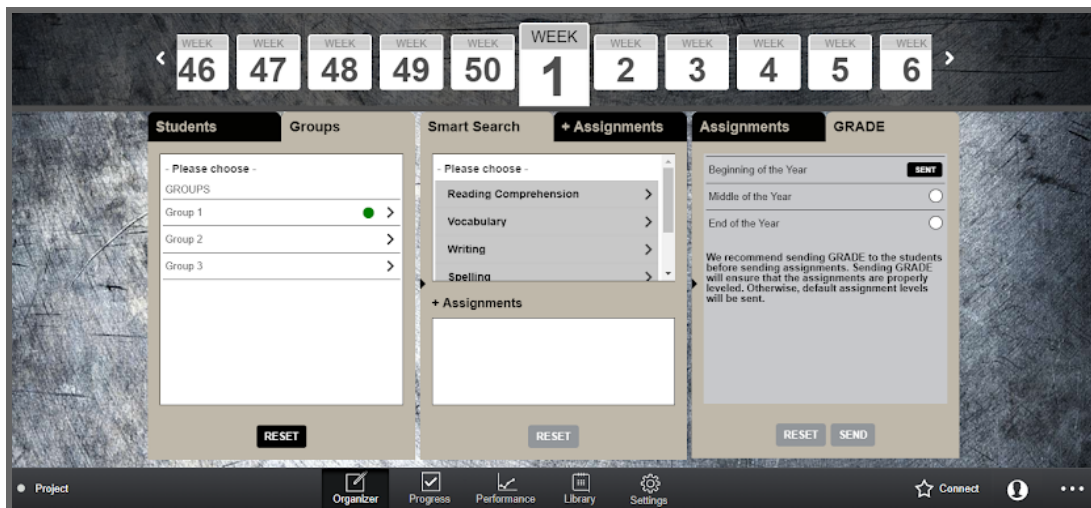 WEEK WEEK WEEK WEEK WEEK WEEK WEEK WEEK WEEK WEEK WEEK
46 47 48 49 50 1 2 3 4 5 6
Students Groups
- Please choose -
GROUPS
Group 1
Group 2
Group 3
RESET
Smart Search + Assignments
- Please choose -
Reading Comprehension
Vocabulary
Writing
Spelling
+ Assignments
RESET
Assignments GRADE
Beginning of the Year SENT
Middle of the Year
End of the Year
We recommend sending GRADE to the students
before sending assignments. Sending GRADE
will ensure that the assignments are properly
leveled. Otherwise, default assignment levels
will be sent.
RESET SEND
Project Organizer Progress Performance Library Settings Connect